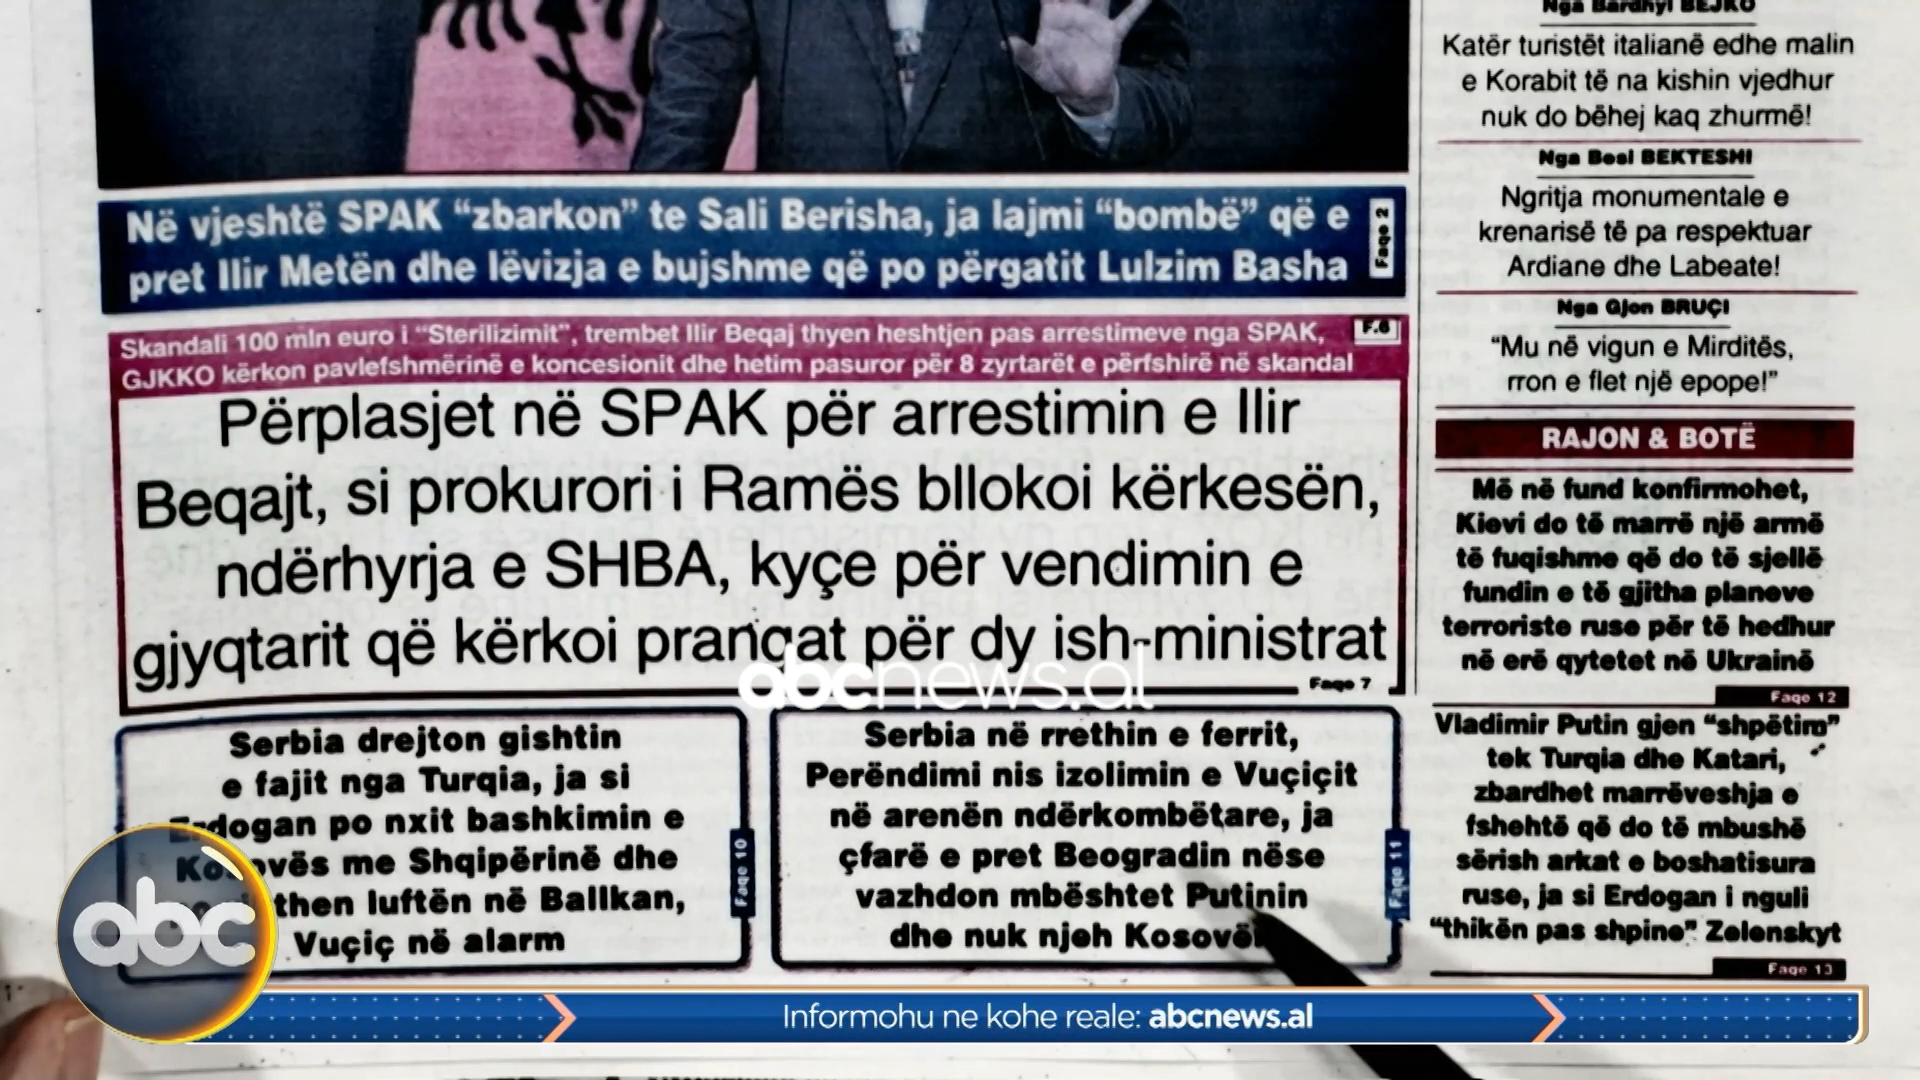 Në vjeshtë SPAK “zbarkon” te Sali Berisha, ja lajmi “bombë” që e
pret Ilir Metën dhe lëvizja e bujshme që po përgatit Lulzim Basha
Faqe 2
Skandali 100 mln euro i “Sterilizimit”, trembet Ilir Beqaj thyen heshtjen pas arrestimeve nga SPAK,
GJKKO kërkon pavlefshmërinë e koncesionit dhe hetim pasuror për 8 zyrtarët e përfshirë në skandal
F.6
Përplasjet në SPAK për arrestimin e Ilir
Beqajt, si prokurori i Ramës bllokoi kërkesën,
ndërhyrja e SHBA, kyçe për vendimin e
gjyqtarit që kërkoi pranqat për dy ish-ministrat
Faqe 7
abcnews.al
Serbia drejton gishtin
e fajit nga Turqia, ja si
Erdogan po nxit bashkimin e
Kosovës me Shqipërinë dhe
then luftën në Ballkan,
Vuçiç në alarm
Faqe 10
Serbia në rrethin e ferrit,
Perëndimi nis izolimin e Vuçiçit
në arenën ndërkombëtare, ja
çfarë e pret Beogradin nëse
vazhdon mbështet Putinin
dhe nuk njeh Kosovën
Faqe 11
Nga Bardhyl BEJKO
Katër turistët italianë edhe malin
e Korabit të na kishin vjedhur
nuk do bëhej kaq zhurmë!
Nga Besi BEKTESHI
Ngritja monumentale e
krenarisë të pa respektuar
Ardiane dhe Labeate!
Nga Gjon BRUÇI
“Mu në vigun e Mirditës,
rron e flet një epope!”
RAJON & BOTË
Më në fund konfirmohet,
Kievi do të marrë një armë
të fuqishme që do të sjellë
fundin e të gjitha planeve
terroriste ruse për të hedhur
në erë qytetet në Ukrainë
Faqe 12
Vladimir Putin gjen “shpëtim”
tek Turqia dhe Katari,
zbardhet marrëveshja e
fshehtë që do të mbushë
sërish arkat e boshatisura
ruse, ja si Erdogan i nguli
“thikën pas shpine” Zelenskyt
Faqe 13
abc
Informohu ne kohe reale: abcnews.al